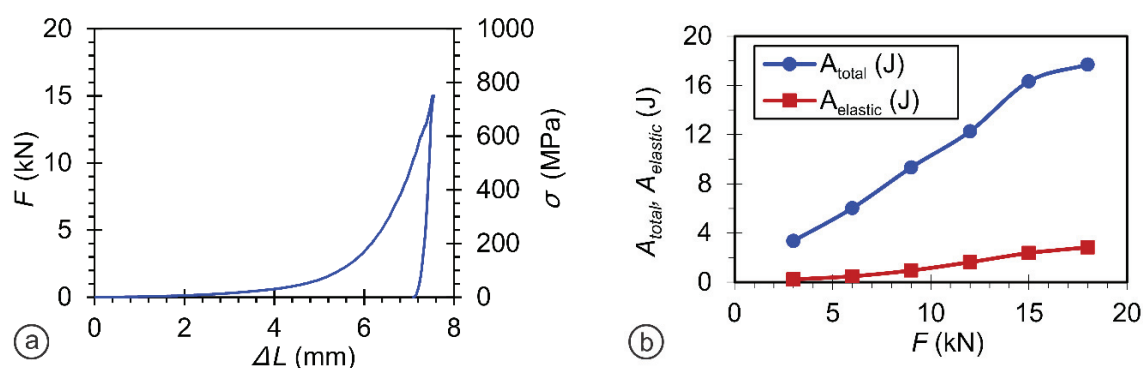 20
15
10
5
0
F (kN)
1000
800
600
400
200
0
σ (MPa)
0 2 4 6 8
ΔL (mm)
a
20
16
12
8
4
0
A_total, A_elastic (J)
A_total (J)
A_elastic (J)
0 5 10 15 20
F (kN)
b